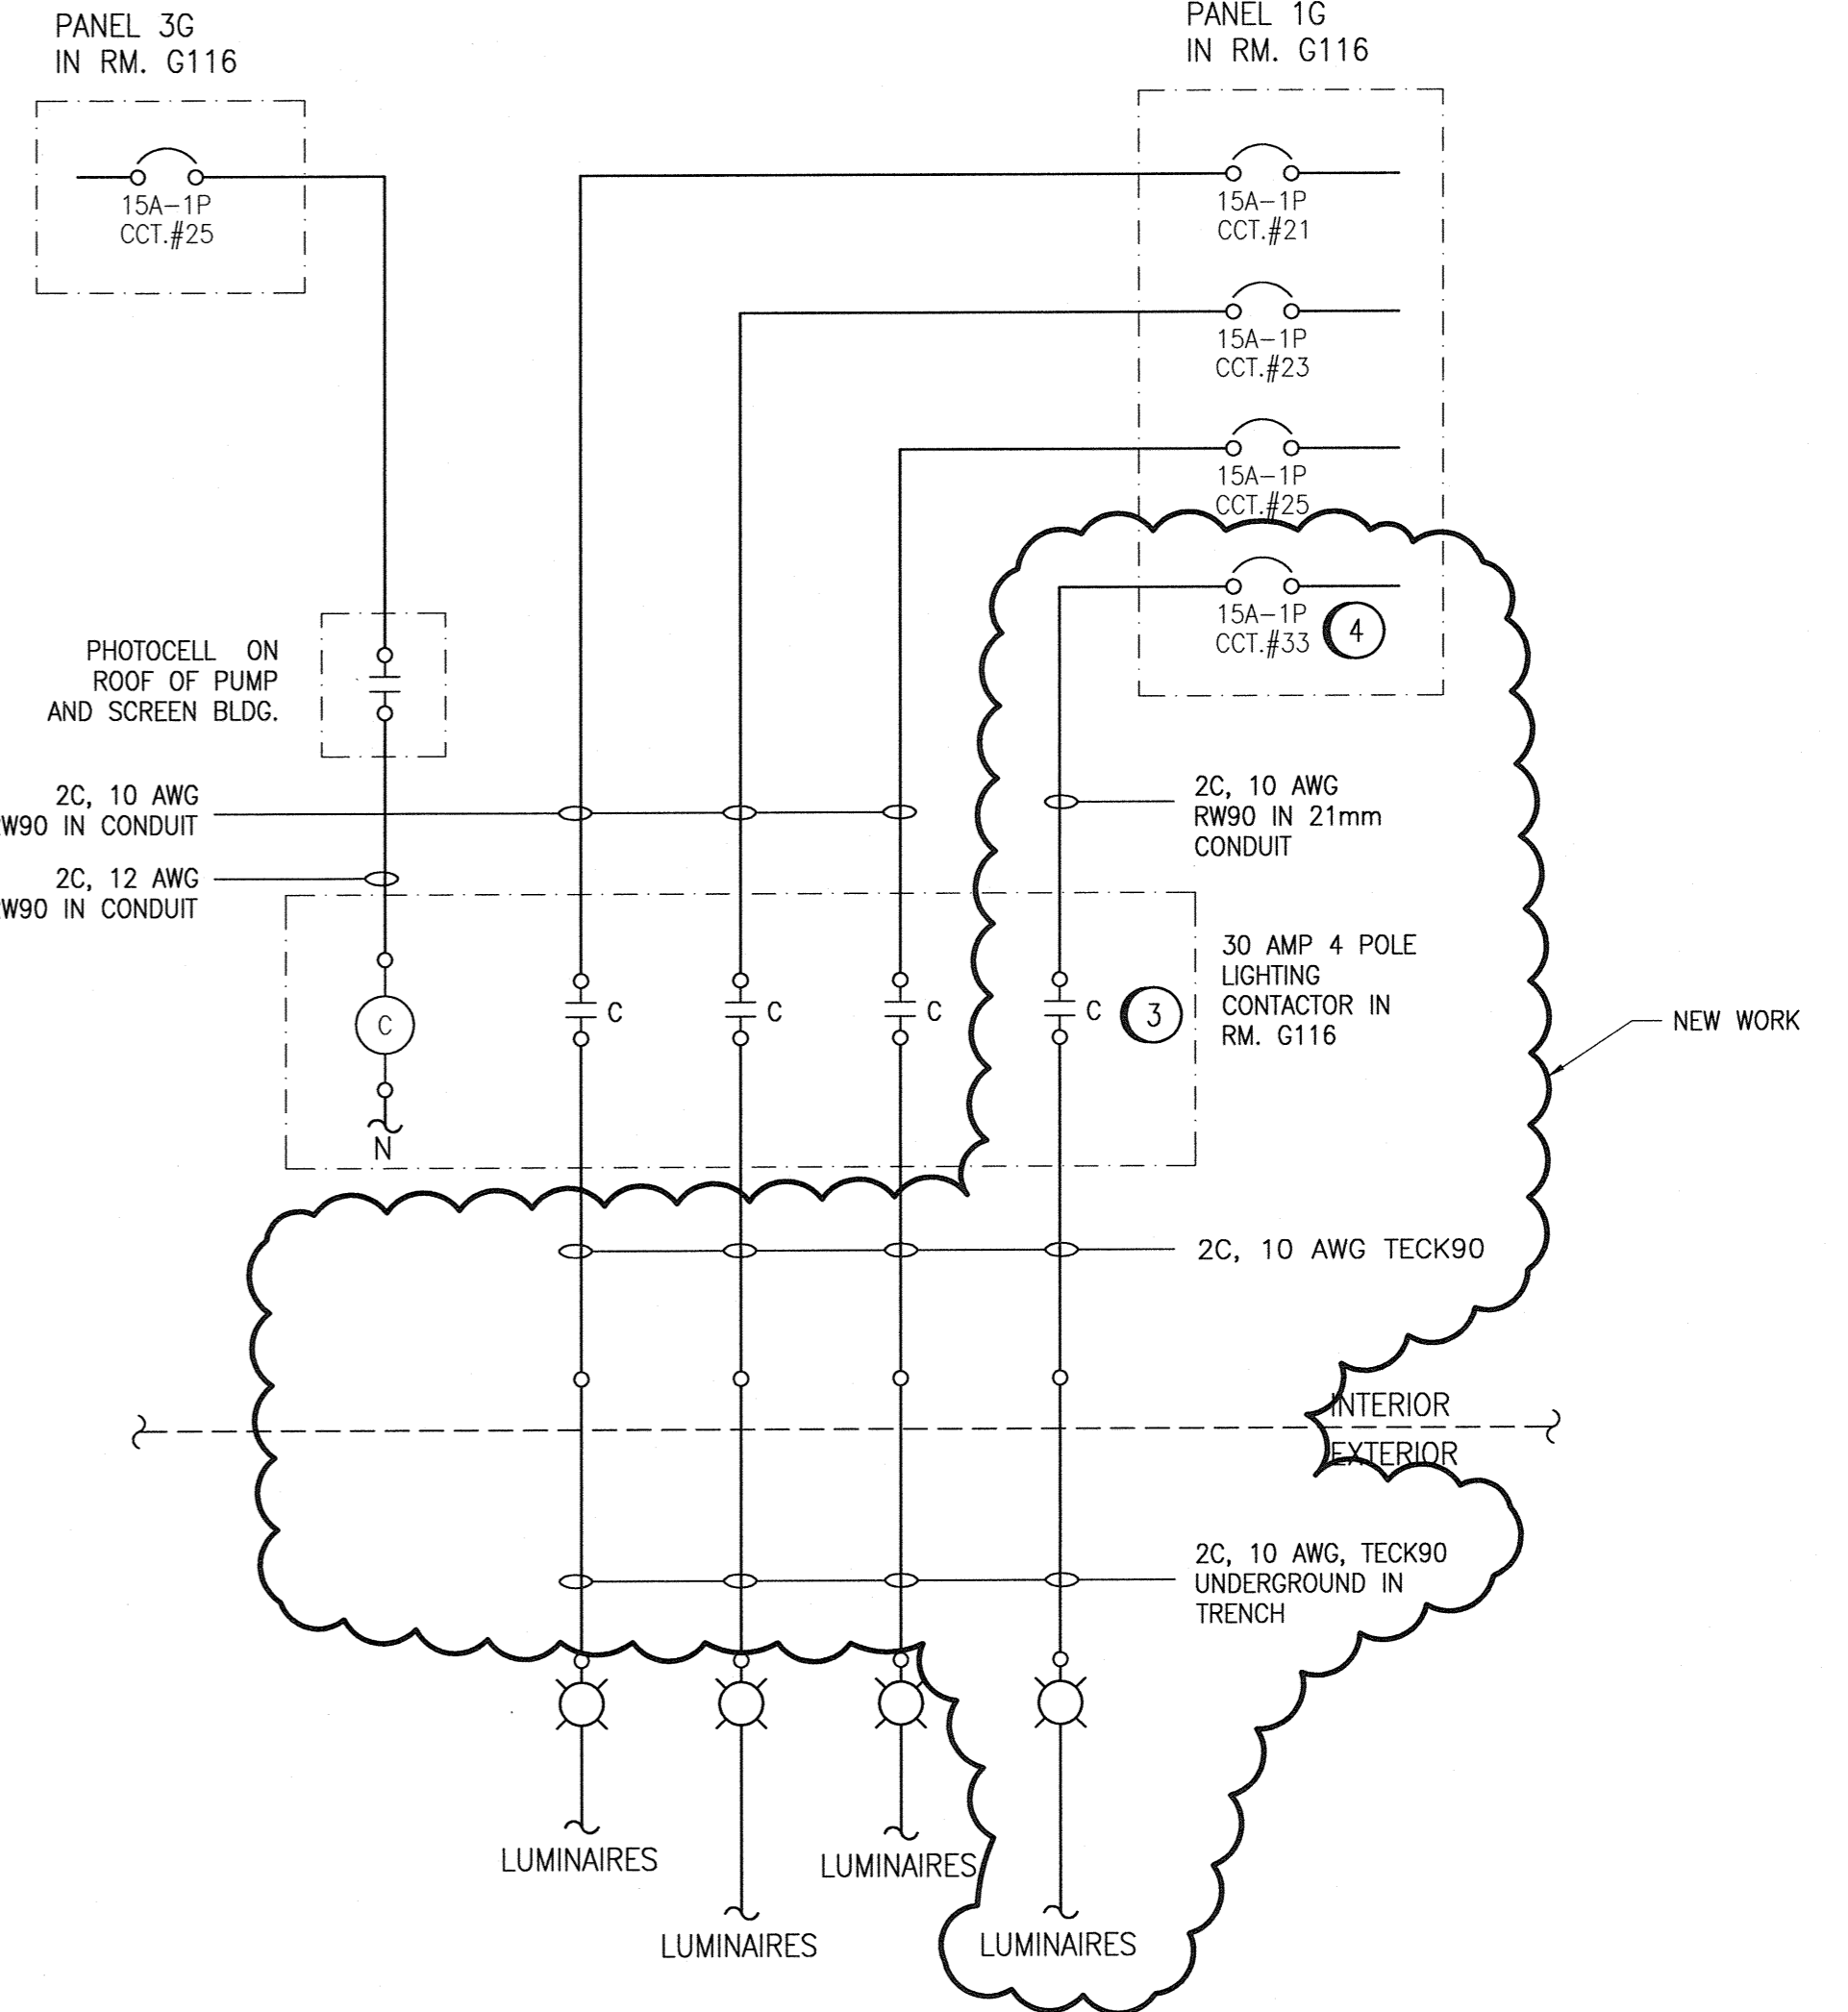 PANEL 3G
IN RM. G116
PANEL 1G
IN RM. G116
15A-1P
CCT.#25
15A-1P
CCT.#21
15A-1P
CCT.#23
15A-1P
CCT.#25
15A-1P
CCT.#33
4
PHOTOCELL ON
ROOF OF PUMP
AND SCREEN BLDG.
2C, 10 AWG
RW90 IN CONDUIT
2C, 12 AWG
RW90 IN CONDUIT
2C, 10 AWG
RW90 IN 21mm
CONDUIT
30 AMP 4 POLE
LIGHTING
CONTACTOR IN
RM. G116
C
C
C
C
C
3
N
NEW WORK
2C, 10 AWG TECK90
INTERIOR
EXTERIOR
2C, 10 AWG, TECK90
UNDERGROUND IN
TRENCH
LUMINAIRES
LUMINAIRES
LUMINAIRES
LUMINAIRES